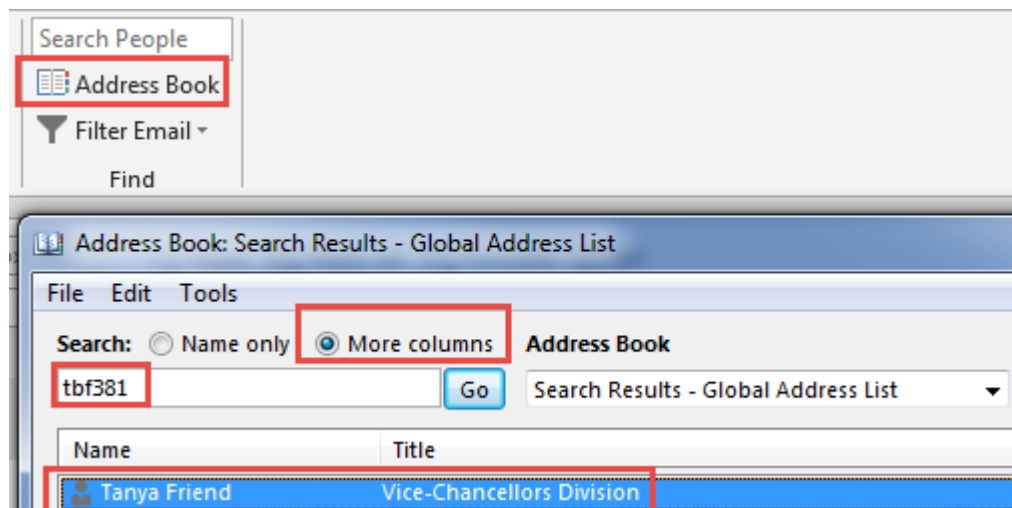 Search People
Address Book
Filter Email
Find
Address Book: Search Results - Global Address List
File Edit Tools
Search: Name only More columns Address Book
tbf381 Go Search Results - Global Address List
Name Title
Tanya Friend Vice-Chancellors Division